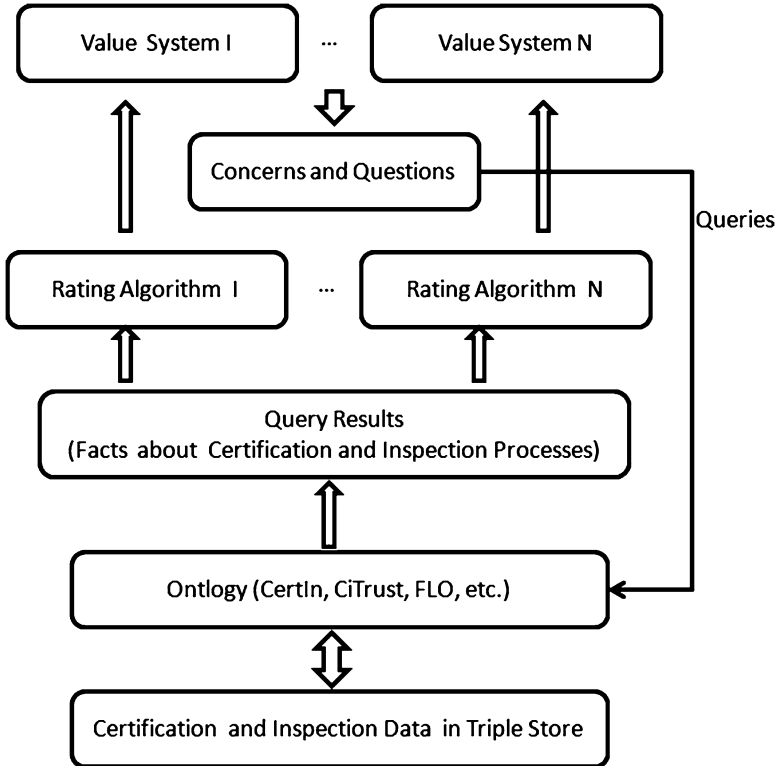 Value System I
...
Value System N
Concerns and Questions
Queries
Rating Algorithm I
...
Rating Algorithm N
Query Results
(Facts about Certification and Inspection Processes)
Ontlogy (CertIn, CiTrust, FLO, etc.)
Certification and Inspection Data in Triple Store